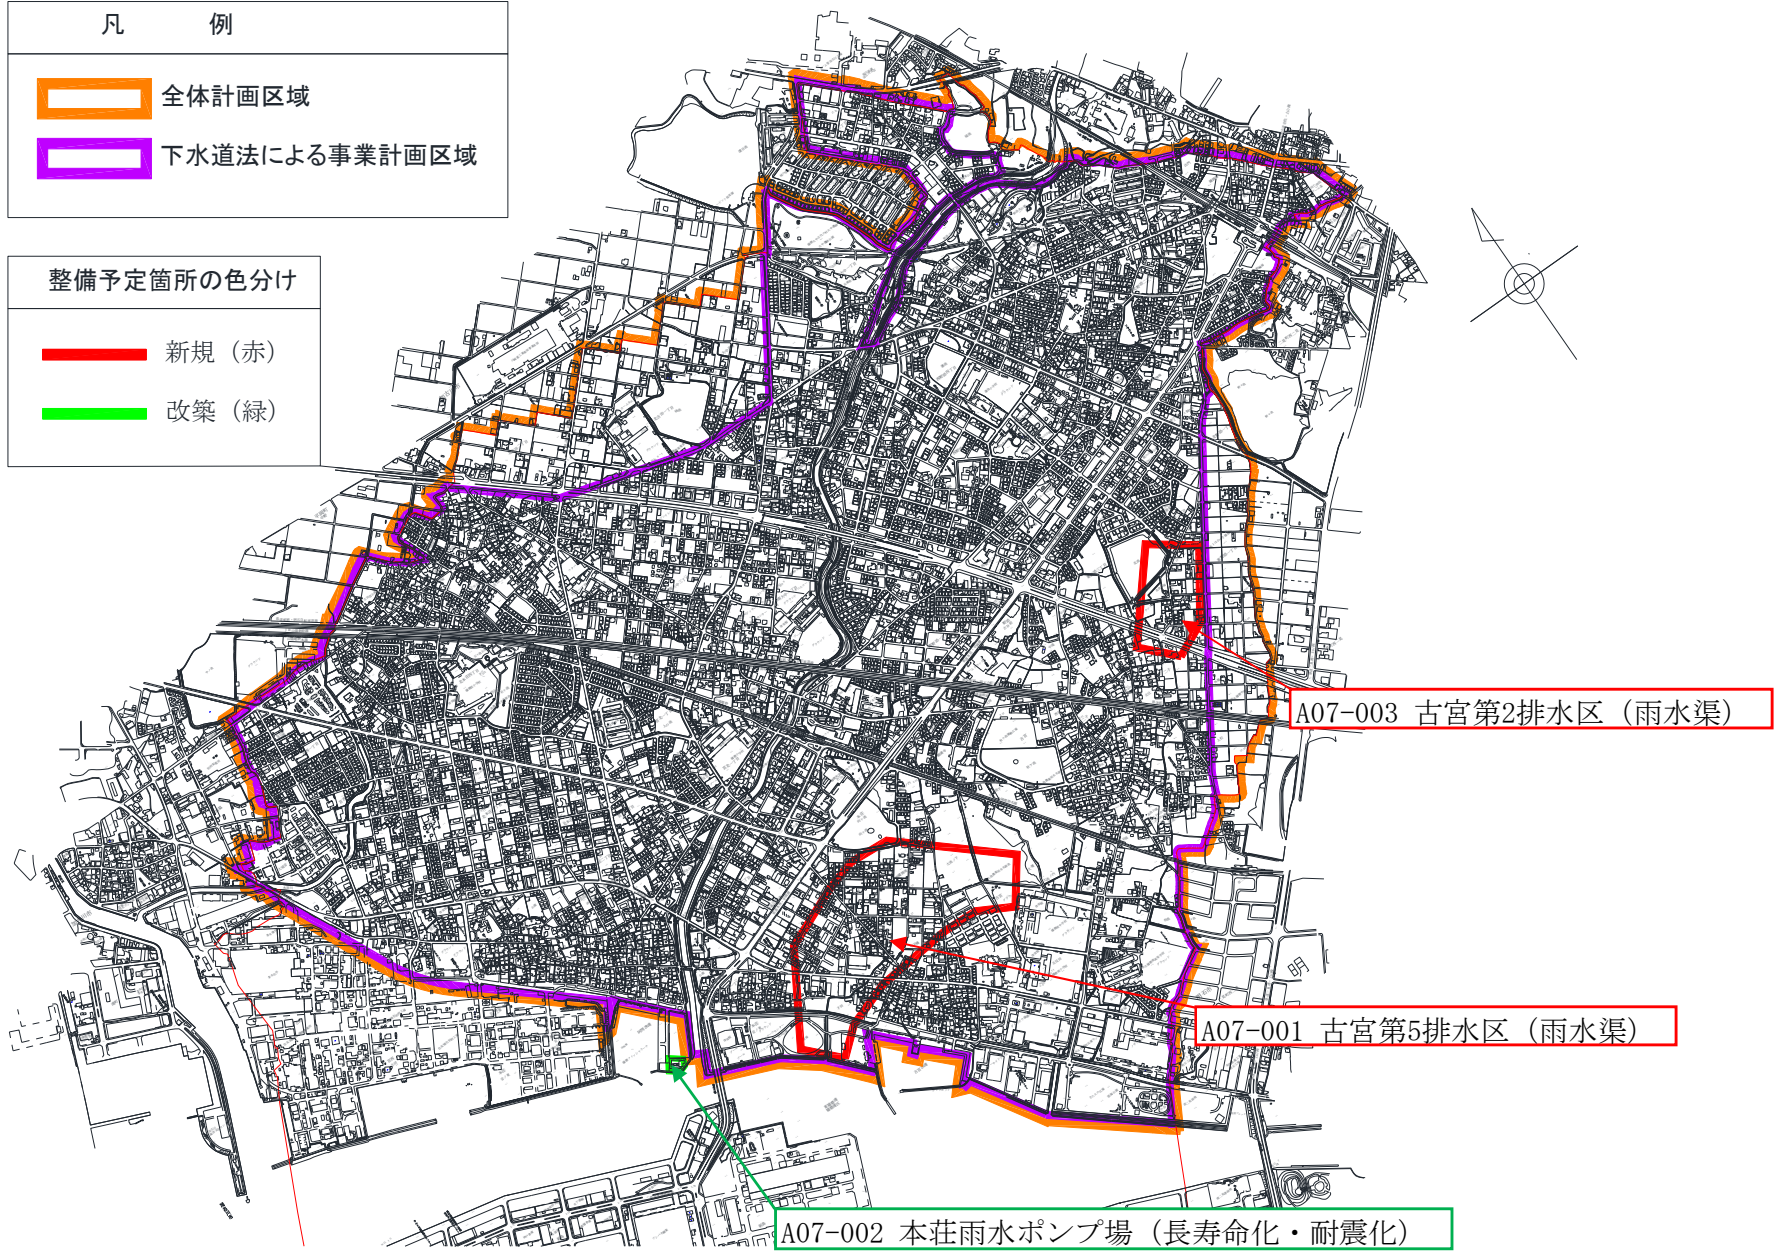 凡 例
全体計画区域
下水道法による事業計画区域
整備予定箇所の色分け
新規（赤）
改築（緑）
A07-003 古宮第2排水区（雨水渠）
A07-001 古宮第5排水区（雨水渠）
A07-002 本荘雨水ポンプ場（長寿命化・耐震化）